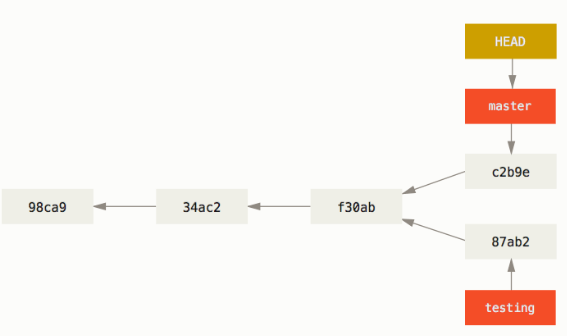 HEAD
master
c2b9e
98ca9
34ac2
f30ab
87ab2
testing